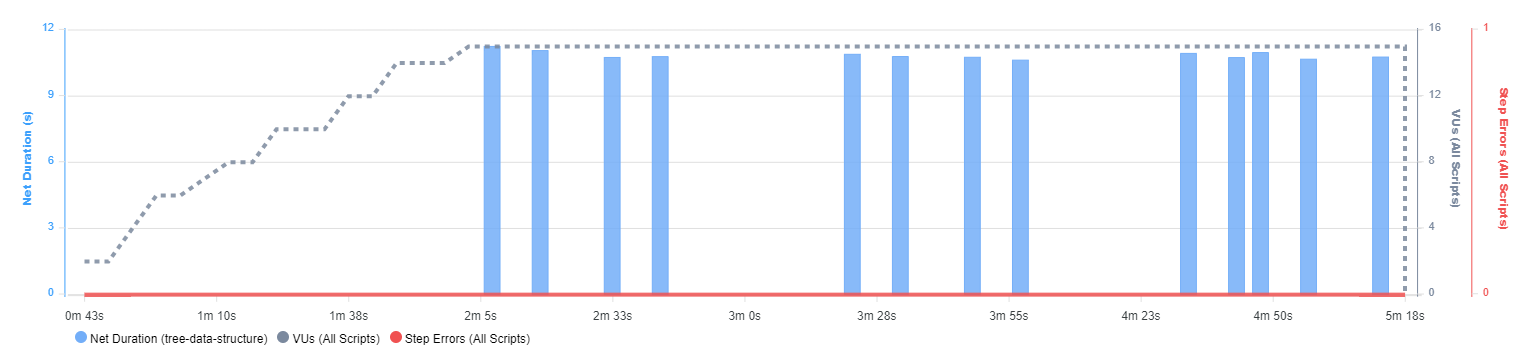 12
9
6
3
0
Net Duration (s)
16
12
8
4
0
VUs (All Scripts)
1
0
Step Errors (All Scripts)
0m 43s 1m 10s 1m 38s 2m 5s 2m 33s 3m 0s 3m 28s 3m 55s 4m 23s 4m 50s 5m 18s
Net Duration (tree-data-structure) VUs (All Scripts) Step Errors (All Scripts)